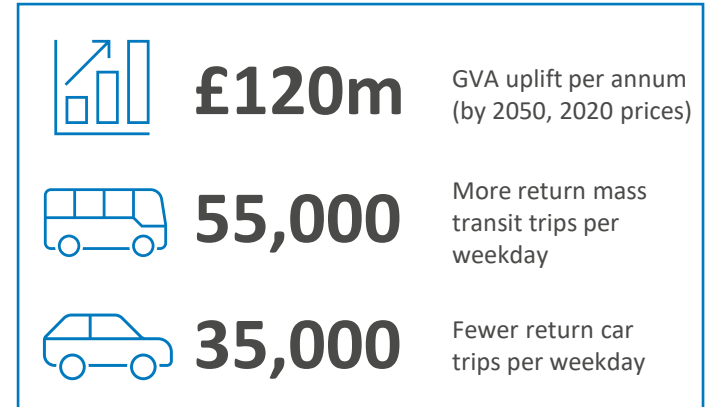 £120m
GVA uplift per annum
(by 2050, 2020 prices)
55,000
More return mass
transit trips per
weekday
35,000
Fewer return car
trips per weekday